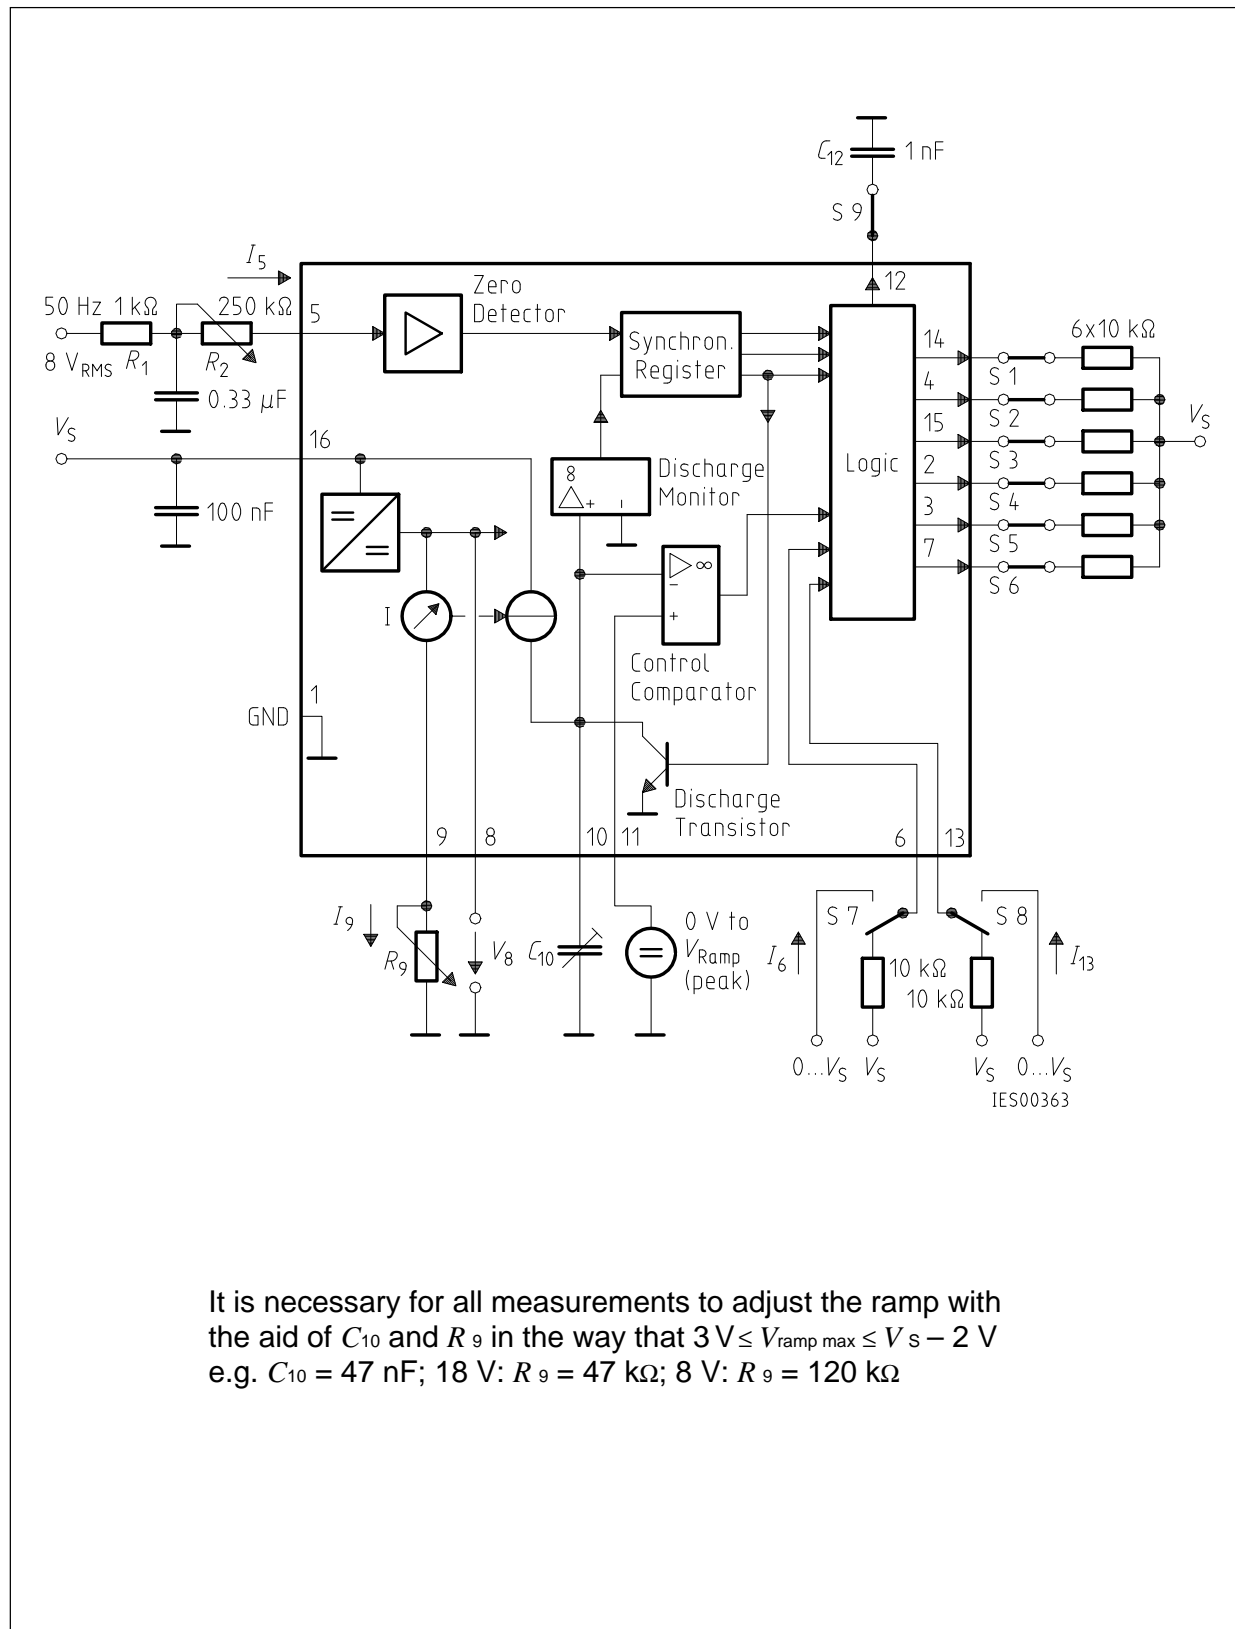 C12 1 nF
S 9
I5
12
50 Hz 1 kΩ 250 kΩ 5
8 VRMS R1 R2
0.33 µF
Zero
Detector
Synchron.
Register
14
4
15
2
3
7
6x10 kΩ
S 1
S 2
S 3
S 4
S 5
S 6
VS
VS
16
100 nF
8
+ -
Discharge
Monitor
Logic
∞
-
+
I
Control
Comparator
1
GND
Discharge
Transistor
9 8 10 11 6 13
I9
R9
V8
C10
0 V to
VRamp
(peak)
S 7 S 8
I6 I13
10 kΩ
10 kΩ
0...VS VS VS 0...VS
IES00363
It is necessary for all measurements to adjust the ramp with
the aid of C10 and R 9 in the way that 3 V ≤ Vramp max ≤ V S – 2 V
e.g. C10 = 47 nF; 18 V: R 9 = 47 kΩ; 8 V: R 9 = 120 kΩ